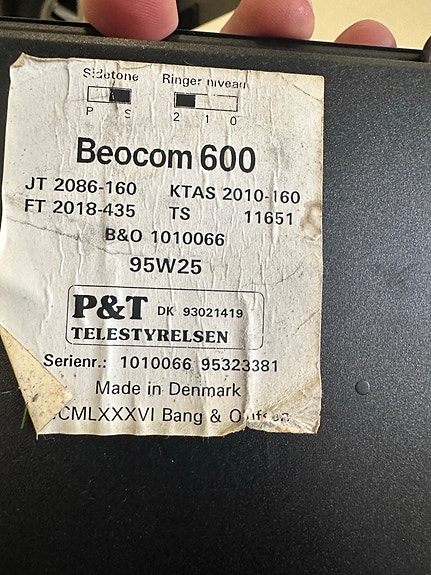 Sidetone Ringer niveau
P S 2 1 0
Beocom 600
JT 2086-160 KTAS 2010-160
FT 2018-435 TS 11651
B&O 1010066
95W25
P&T DK 93021419
TELESTYRELSEN
Serienr.: 1010066 95323381
Made in Denmark
CMLXXXVI Bang & Olufsen